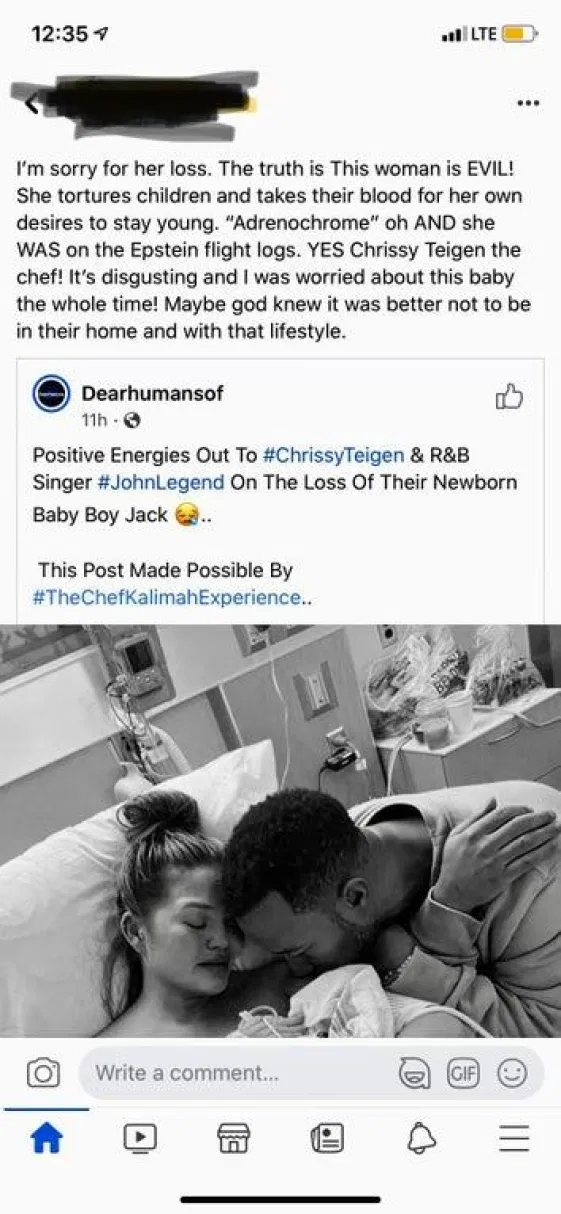 12:35
LTE
I'm sorry for her loss. The truth is This woman is EVIL!
She tortures children and takes their blood for her own
desires to stay young. "Adrenochrome" oh AND she
WAS on the Epstein flight logs. YES Chrissy Teigen the
chef! It's disgusting and I was worried about this baby
the whole time! Maybe god knew it was better not to be
in their home and with that lifestyle.
Dearhumansof
11h ·
Positive Energies Out To #ChrissyTeigen & R&B
Singer #JohnLegend On The Loss Of Their Newborn
Baby Boy Jack 😪..
This Post Made Possible By
#TheChefKalimahExperience..
Write a comment...
GIF